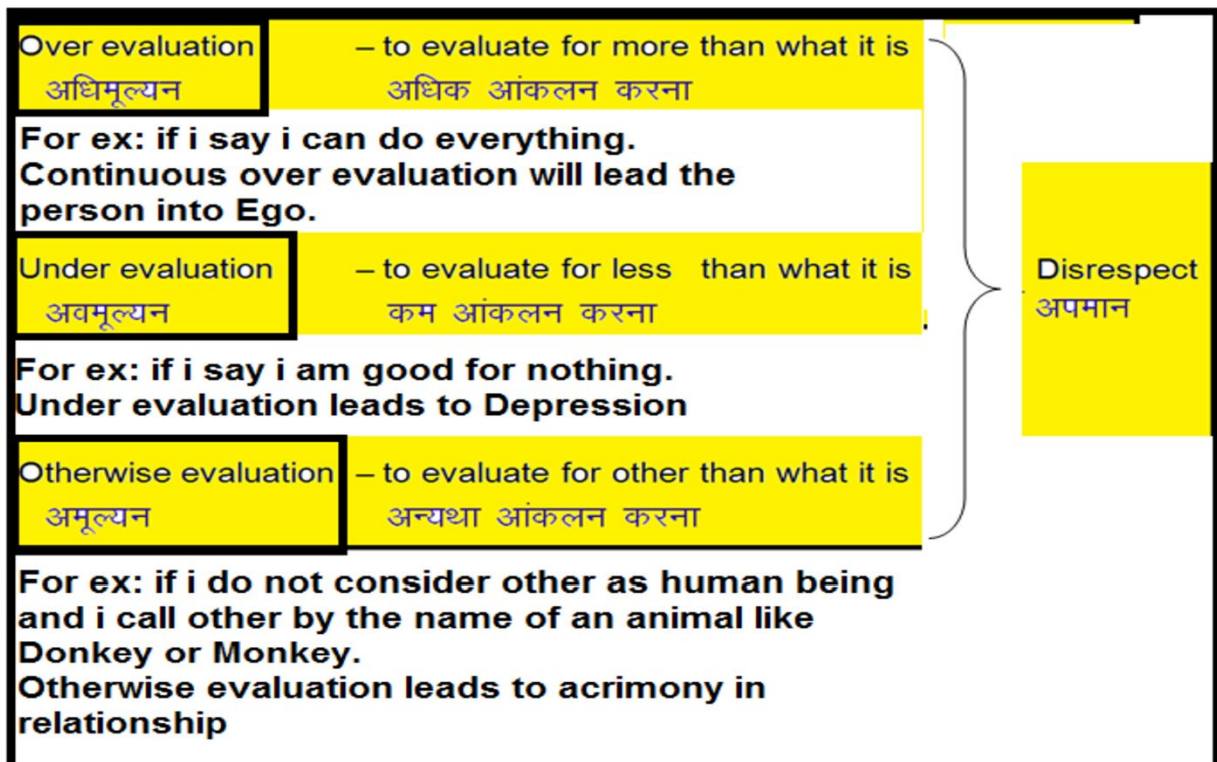 Over evaluation – to evaluate for more than what it is
अधिमूल्यन अधिक आंकलन करना
For ex: if i say i can do everything.
Continuous over evaluation will lead the
person into Ego.
Under evaluation – to evaluate for less than what it is
अवमूल्यन कम आंकलन करना
Disrespect
अपमान
For ex: if i say i am good for nothing.
Under evaluation leads to Depression
Otherwise evaluation – to evaluate for other than what it is
अमूल्यन अन्यथा आंकलन करना
For ex: if i do not consider other as human being
and i call other by the name of an animal like
Donkey or Monkey.
Otherwise evaluation leads to acrimony in
relationship